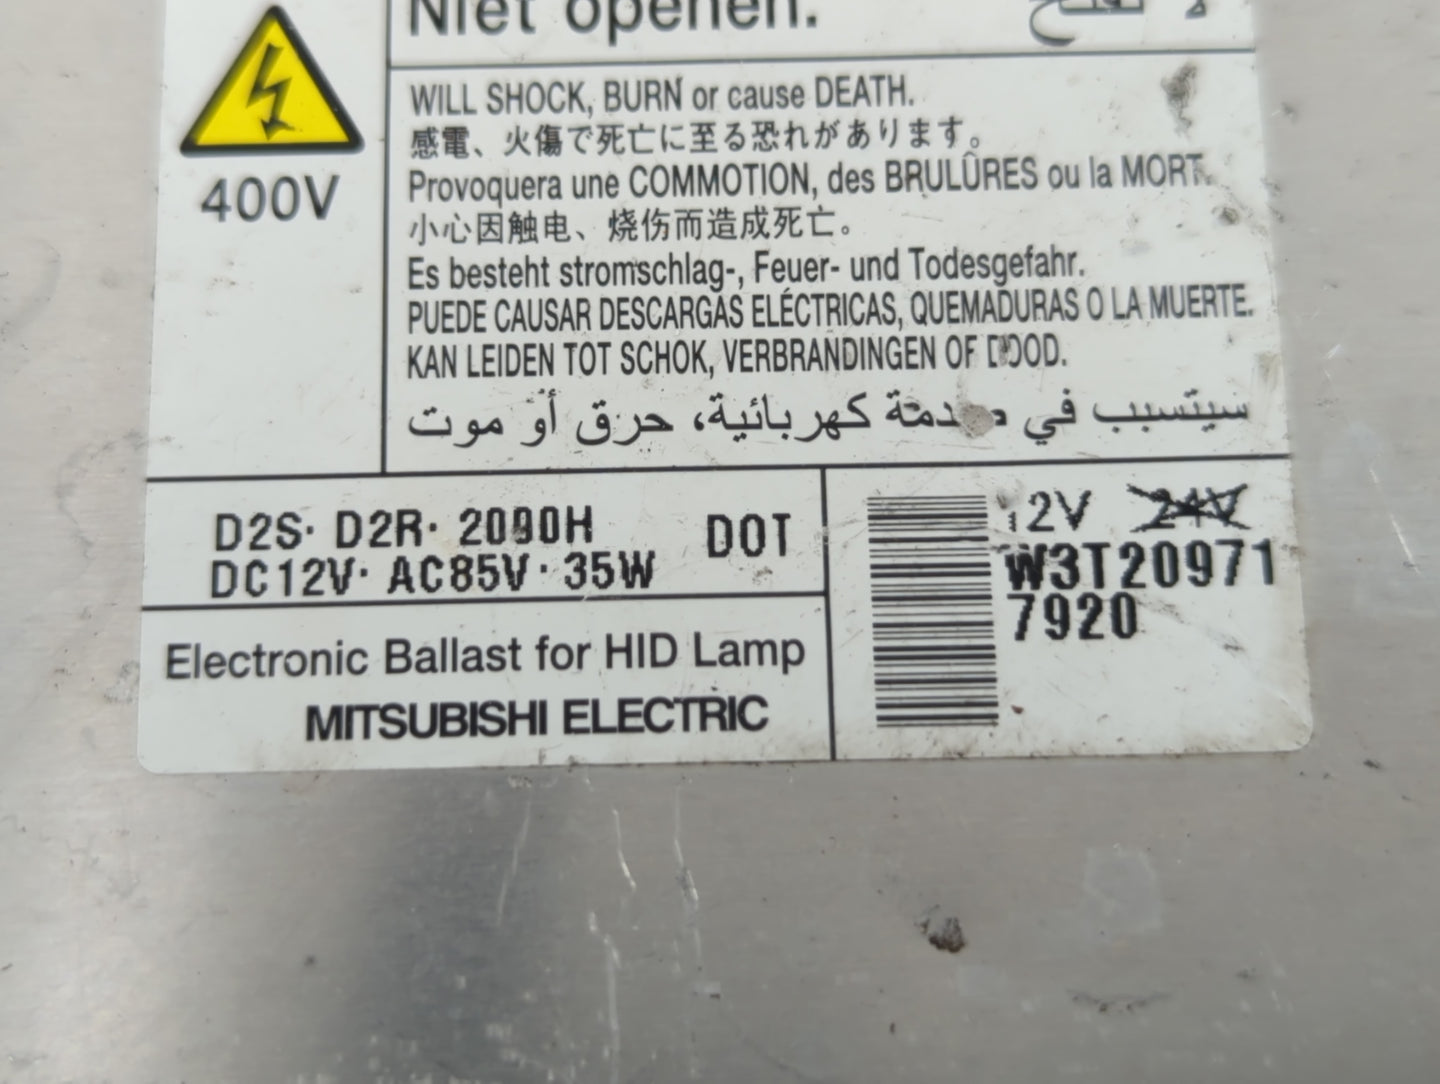 Niet openen.
400V
WILL SHOCK, BURN or cause DEATH.
感電、火傷で死亡に至る恐れがあります。
Provoquera une COMMOTION, des BRULÛRES ou la MORT.
小心因触电、烧伤而造成死亡。
Es besteht stromschlag-, Feuer- und Todesgefahr.
PUEDE CAUSAR DESCARGAS ELÉCTRICAS, QUEMADURAS O LA MUERTE.
KAN LEIDEN TOT SCHOK, VERBRANDINGEN OF DOOD.
سيتسبب في صدمة كهربائية، حرق أو موت
D2S· D2R· DOT
DC12V· AC85V· 35W
12V 24V
W3T20971
7920
Electronic Ballast for HID Lamp
MITSUBISHI ELECTRIC